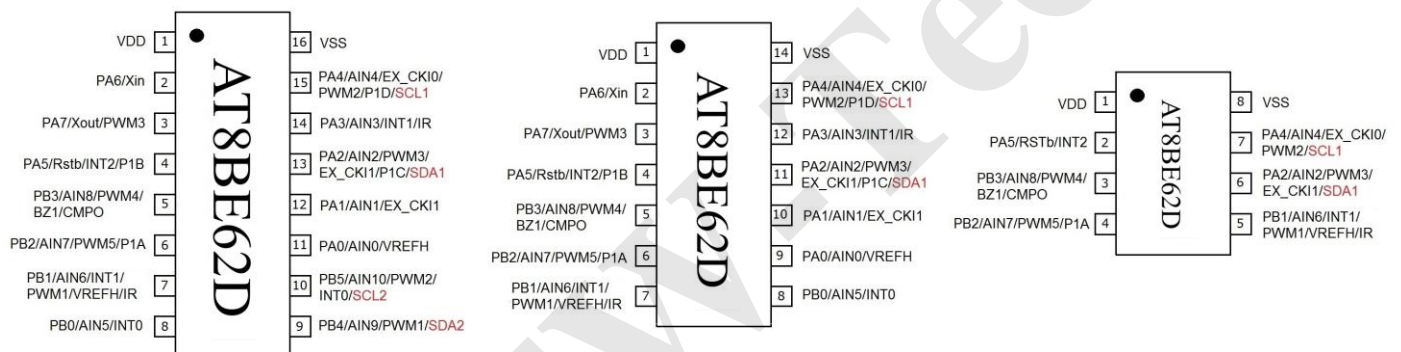 VDD 1
PA6/Xin 2
PA7/Xout/PWM3 3
PA5/Rstb/INT2/P1B 4
PB3/AIN8/PWM4/
BZ1/CMPO 5
PB2/AIN7/PWM5/P1A 6
PB1/AIN6/INT1/
PWM1/VREFH/IR 7
PB0/AIN5/INT0 8
AT8BE62D
16 VSS
15 PA4/AIN4/EX_CKI0/
PWM2/P1D/SCL1
14 PA3/AIN3/INT1/IR
13 PA2/AIN2/PWM3/
EX_CKI1/P1C/SDA1
12 PA1/AIN1/EX_CKI1
11 PA0/AIN0/VREFH
10 PB5/AIN10/PWM2/
INT0/SCL2
9 PB4/AIN9/PWM1/SDA2
VDD 1
PA6/Xin 2
PA7/Xout/PWM3 3
PA5/Rstb/INT2/P1B 4
PB3/AIN8/PWM4/
BZ1/CMPO 5
PB2/AIN7/PWM5/P1A 6
PB1/AIN6/INT1/
PWM1/VREFH/IR 7
AT8BE62D
14 VSS
13 PA4/AIN4/EX_CKI0/
PWM2/P1D/SCL1
12 PA3/AIN3/INT1/IR
11 PA2/AIN2/PWM3/
EX_CKI1/P1C/SDA1
10 PA1/AIN1/EX_CKI1
9 PA0/AIN0/VREFH
8 PB0/AIN5/INT0
VDD 1
PA5/RSTb/INT2 2
PB3/AIN8/PWM4/
BZ1/CMPO 3
PB2/AIN7/PWM5/P1A 4
AT8BE62D
8 VSS
7 PA4/AIN4/EX_CKI0/
PWM2/SCL1
6 PA2/AIN2/PWM3/
EX_CKI1/SDA1
5 PB1/AIN6/INT1/
PWM1/VREFH/IR